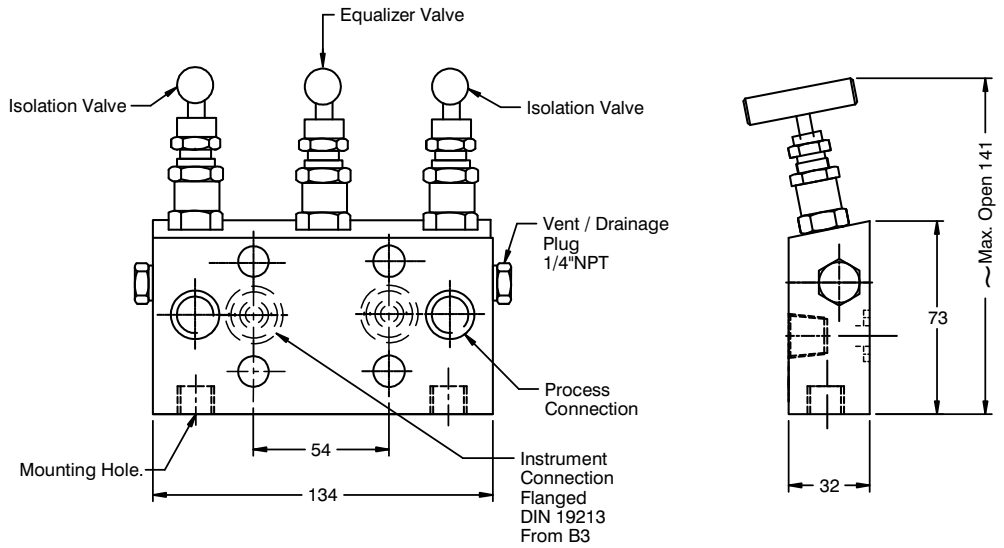 Equalizer Valve
Isolation Valve
Isolation Valve
Vent / Drainage
Plug
1/4"NPT
Process
Connection
Mounting Hole.
54
134
Instrument
Connection
Flanged
DIN 19213
From B3
~Max. Open 141
73
32